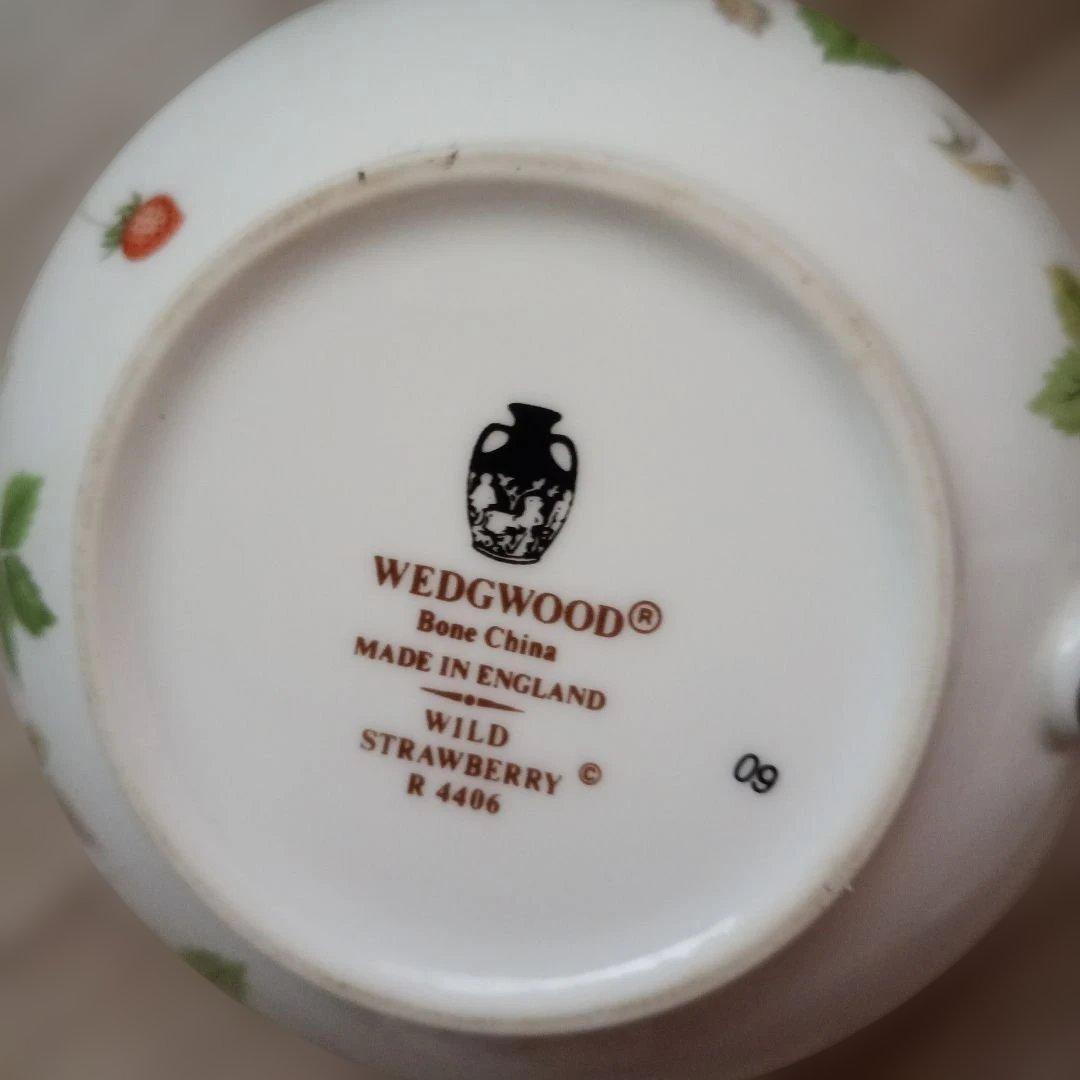 WEDGWOOD®
Bone China
MADE IN ENGLAND
WILD
STRAWBERRY ©
R 4406
09